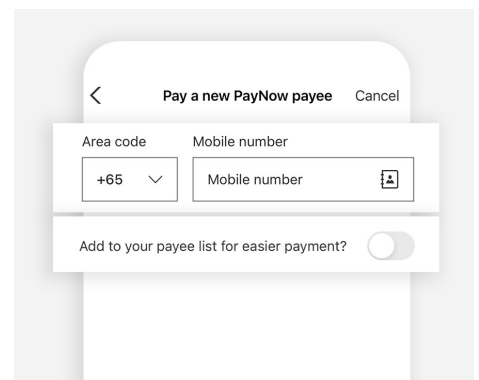 Pay a new PayNow payee Cancel
Area code Mobile number
+65 Mobile number
Add to your payee list for easier payment?